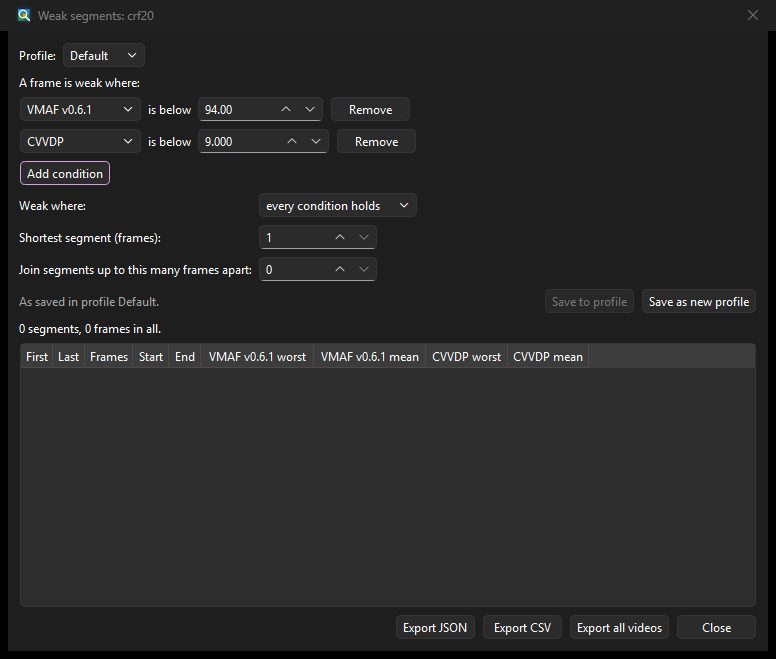 Weak segments: crf20
Profile: Default
A frame is weak where:
VMAF v0.6.1 is below 94.00 Remove
CVVDP is below 9.000 Remove
Add condition
Weak where: every condition holds
Shortest segment (frames): 1
Join segments up to this many frames apart: 0
As saved in profile Default. Save to profile Save as new profile
0 segments, 0 frames in all.
First Last Frames Start End VMAF v0.6.1 worst VMAF v0.6.1 mean CVVDP worst CVVDP mean
Export JSON Export CSV Export all videos Close